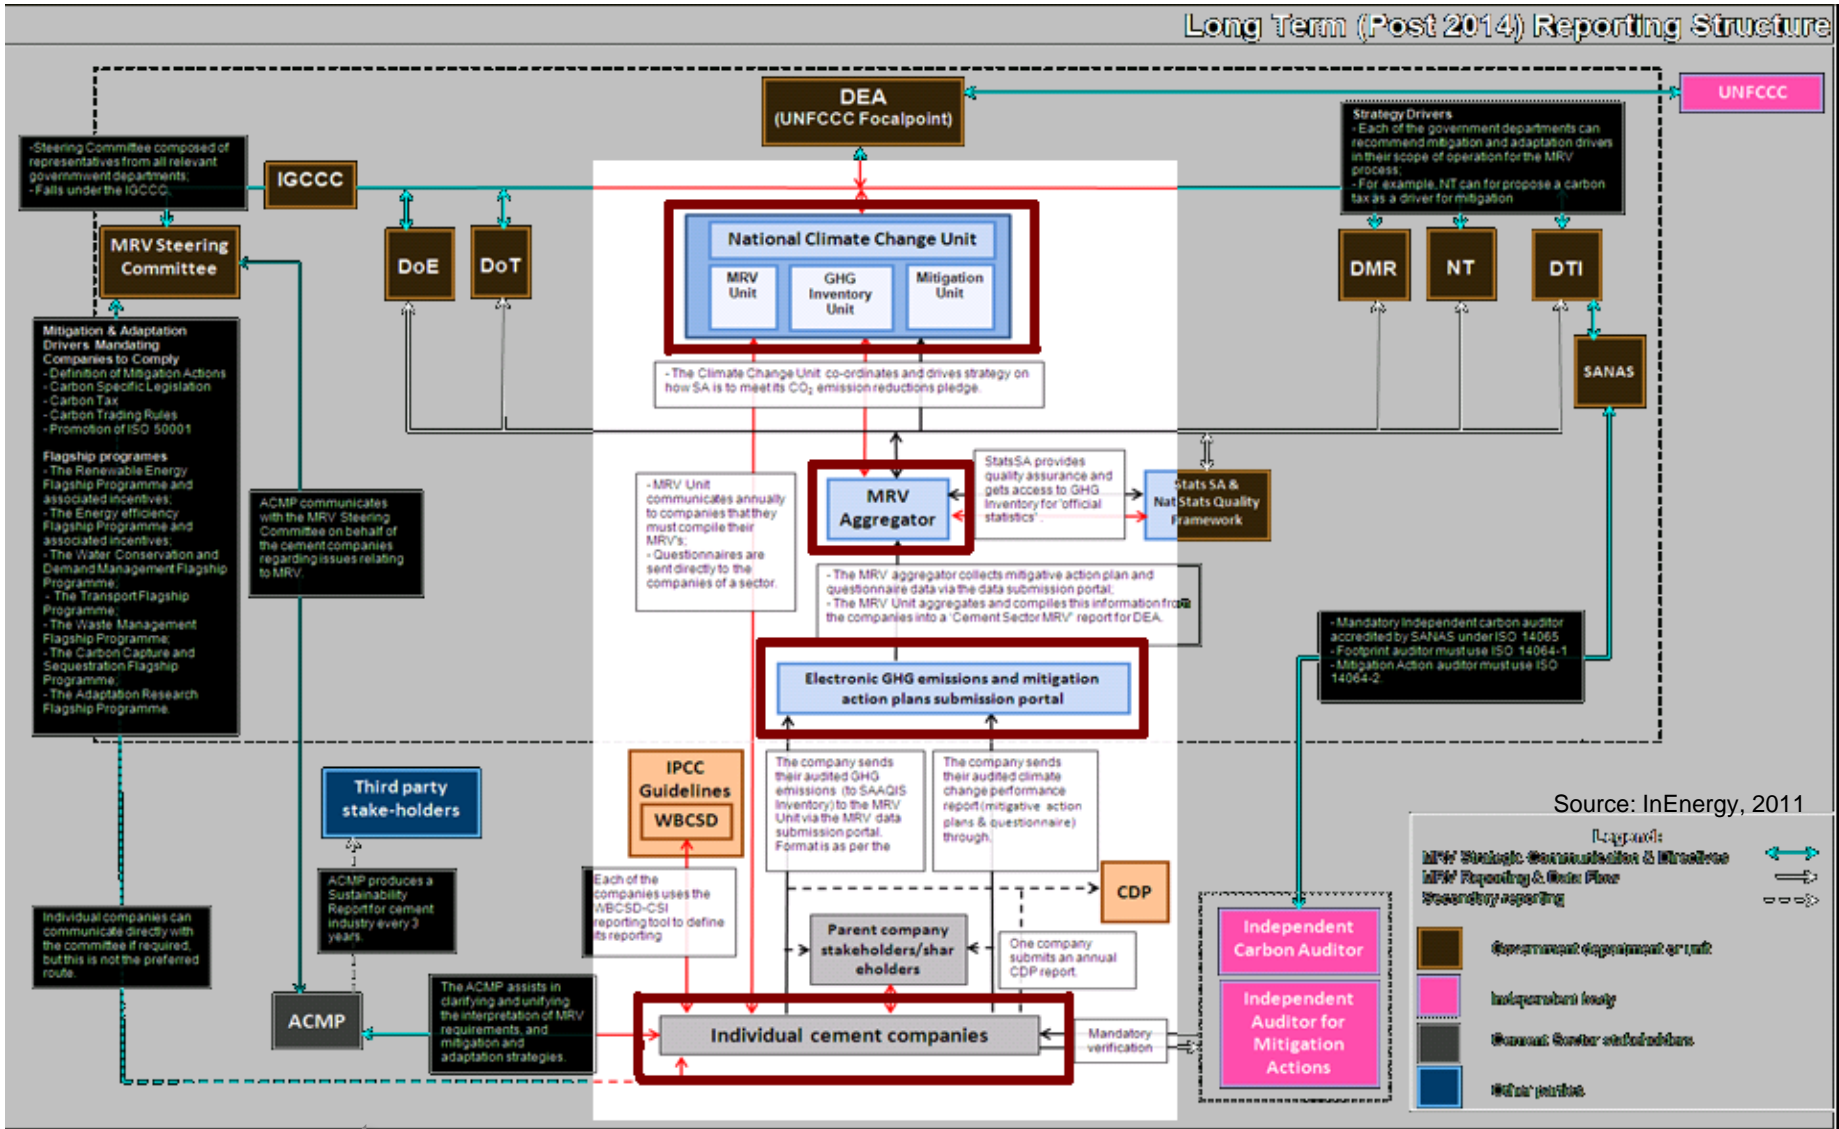 Long Term (Post 2014) Reporting Structure
DEA
(UNFCCC Focalpoint)
UNFCCC
-Steering Committee composed of
representatives from all relevant
governmwent departments;
- Falls under the IGCCC.
IGCCC
Strategy Drivers
- Each of the government departments can
recommend mitigation and adaptation drivers
in their scope of operation for the MRV
process;
- For example, NT can for propose a carbon
tax as a driver for mitigation
MRV Steering
Committee
DoE
DoT
National Climate Change Unit
MRV
Unit
GHG
Inventory
Unit
Mitigation
Unit
DMR
NT
DTI
SANAS
- The Climate Change Unit co-ordinates and drives strategy on
how SA is to meet its CO₂ emission reductions pledge.
Mitigation & Adaptation
Drivers Mandating
Companies to Comply
- Definition of Mitigation Actions
- Carbon Specific Legislation
- Carbon Tax
- Carbon Trading Rules
- Promotion of ISO 50001
Flagship programes
- The Renewable Energy
Flagship Programme and
associated incentives;
- The Energy efficiency
Flagship Programme and
associated incentives;
- The Water Conservation and
Demand Management Flagship
Programme;
- The Transport Flagship
Programme;
- The Waste Management
Flagship Programme;
- The Carbon Capture and
Sequestration Flagship
Programme;
- The Adaptation Research
Flagship Programme.
ACMP communicates
with the MRV Steering
Committee on behalf of
the cement companies
regarding issues relating
to MRV.
- MRV Unit
communicates annually
to companies that they
must compile their
MRV's;
- Questionnaires are
sent directly to the
companies of a sector.
MRV
Aggregator
StatsSA provides
quality assurance and
gets access to GHG
Inventory for 'official
statistics'.
Stats SA &
Nat Stats Quality
Framework
- The MRV aggregator collects mitigative action plan and
questionnaire data via the data submission portal;
- The MRV Unit aggregates and compiles this information from
the companies into a 'Cement Sector MRV' report for DEA.
- Mandatory Independent carbon auditor
accredited by SANAS under ISO 14065
- Footprint auditor must use ISO 14064-1
- Mitigation Action auditor must use ISO
14064-2.
Electronic GHG emissions and mitigation
action plans submission portal
Third party
stake-holders
IPCC
Guidelines
WBCSD
The company sends
their audited GHG
emissions (to SAAQIS
Inventory) to the MRV
Unit via the MRV data
submission portal.
Format is as per the
The company sends
their audited climate
change performance
report (mitigative action
plans & questionnaire)
through.
Source: InEnergy, 2011
Legend:
MRV Strategic Communication & Directives
MRV Reporting & Data Flow
Secondary reporting
Government department or unit
Independent body
Cement Sector stakeholders
Other parties
ACMP produces a
Sustainability
Report for cement
industry every 3
years.
Each of the
companies uses the
WBCSD-CSI
reporting tool to define
its reporting
CDP
Individual companies can
communicate directly with
the committee if required,
but this is not the preferred
route.
Parent company
stakeholders/shar
eholders
One company
submits an annual
CDP report.
Independent
Carbon Auditor
Independent
Auditor for
Mitigation
Actions
ACMP
The ACMP assists in
clarifying and unifying
the interpretation of MRV
requirements, and
mitigation and
adaptation strategies.
Individual cement companies
Mandatory
verification